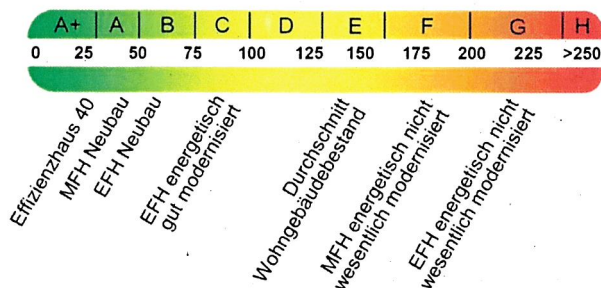 A+ A B C D E F G H
0 25 50 75 100 125 150 175 200 225 >250
Effizienzhaus 40
MFH Neubau
EFH Neubau
EFH energetisch
gut modernisiert
Durchschnitt
Wohngebäudebestand
MFH energetisch nicht
wesentlich modernisiert
EFH energetisch nicht
wesentlich modernisiert